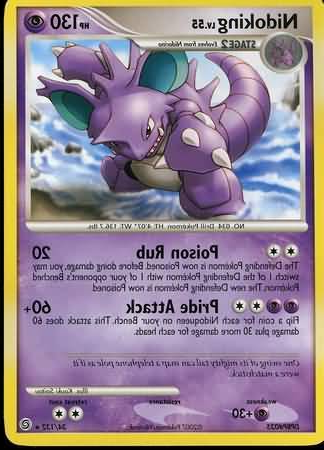 Nidoking LV.55
HP 130
STAGE 2 Evolves from Nidorino
NO. 034 Drill Pokémon HT: 4'07" WT: 136.7 lbs.
Poison Rub 20
The Defending Pokémon is now Poisoned. Before doing damage, you may
switch 1 of your opponent's Benched Pokémon with the Defending
Pokémon. The new Defending Pokémon is now Poisoned.
Pride Attack 60+
Flip a coin for each Nidoqueen on your Bench. This attack does 60
damage plus 30 more damage for each heads.
One swing of its mighty tail can snap a telephone pole as if it
were a matchstick.
Illus. Kouki Saitou
weakness
+30
resistance
retreat cost
DPBP#033
©2007 Pokémon
34/132 ★